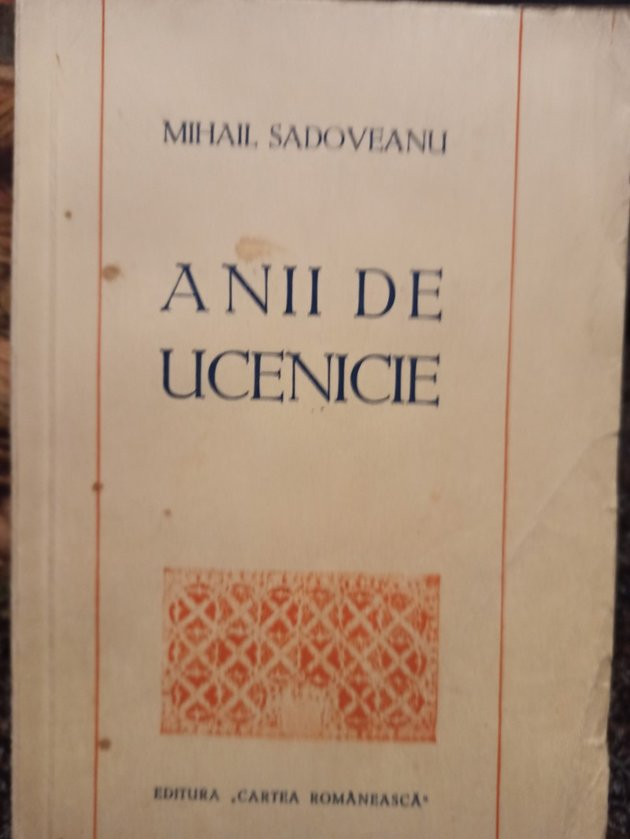 MIHAIL SADOVEANU
ANII DE
UCENICIE
EDITURA „CARTEA ROMÂNEASCĂ"